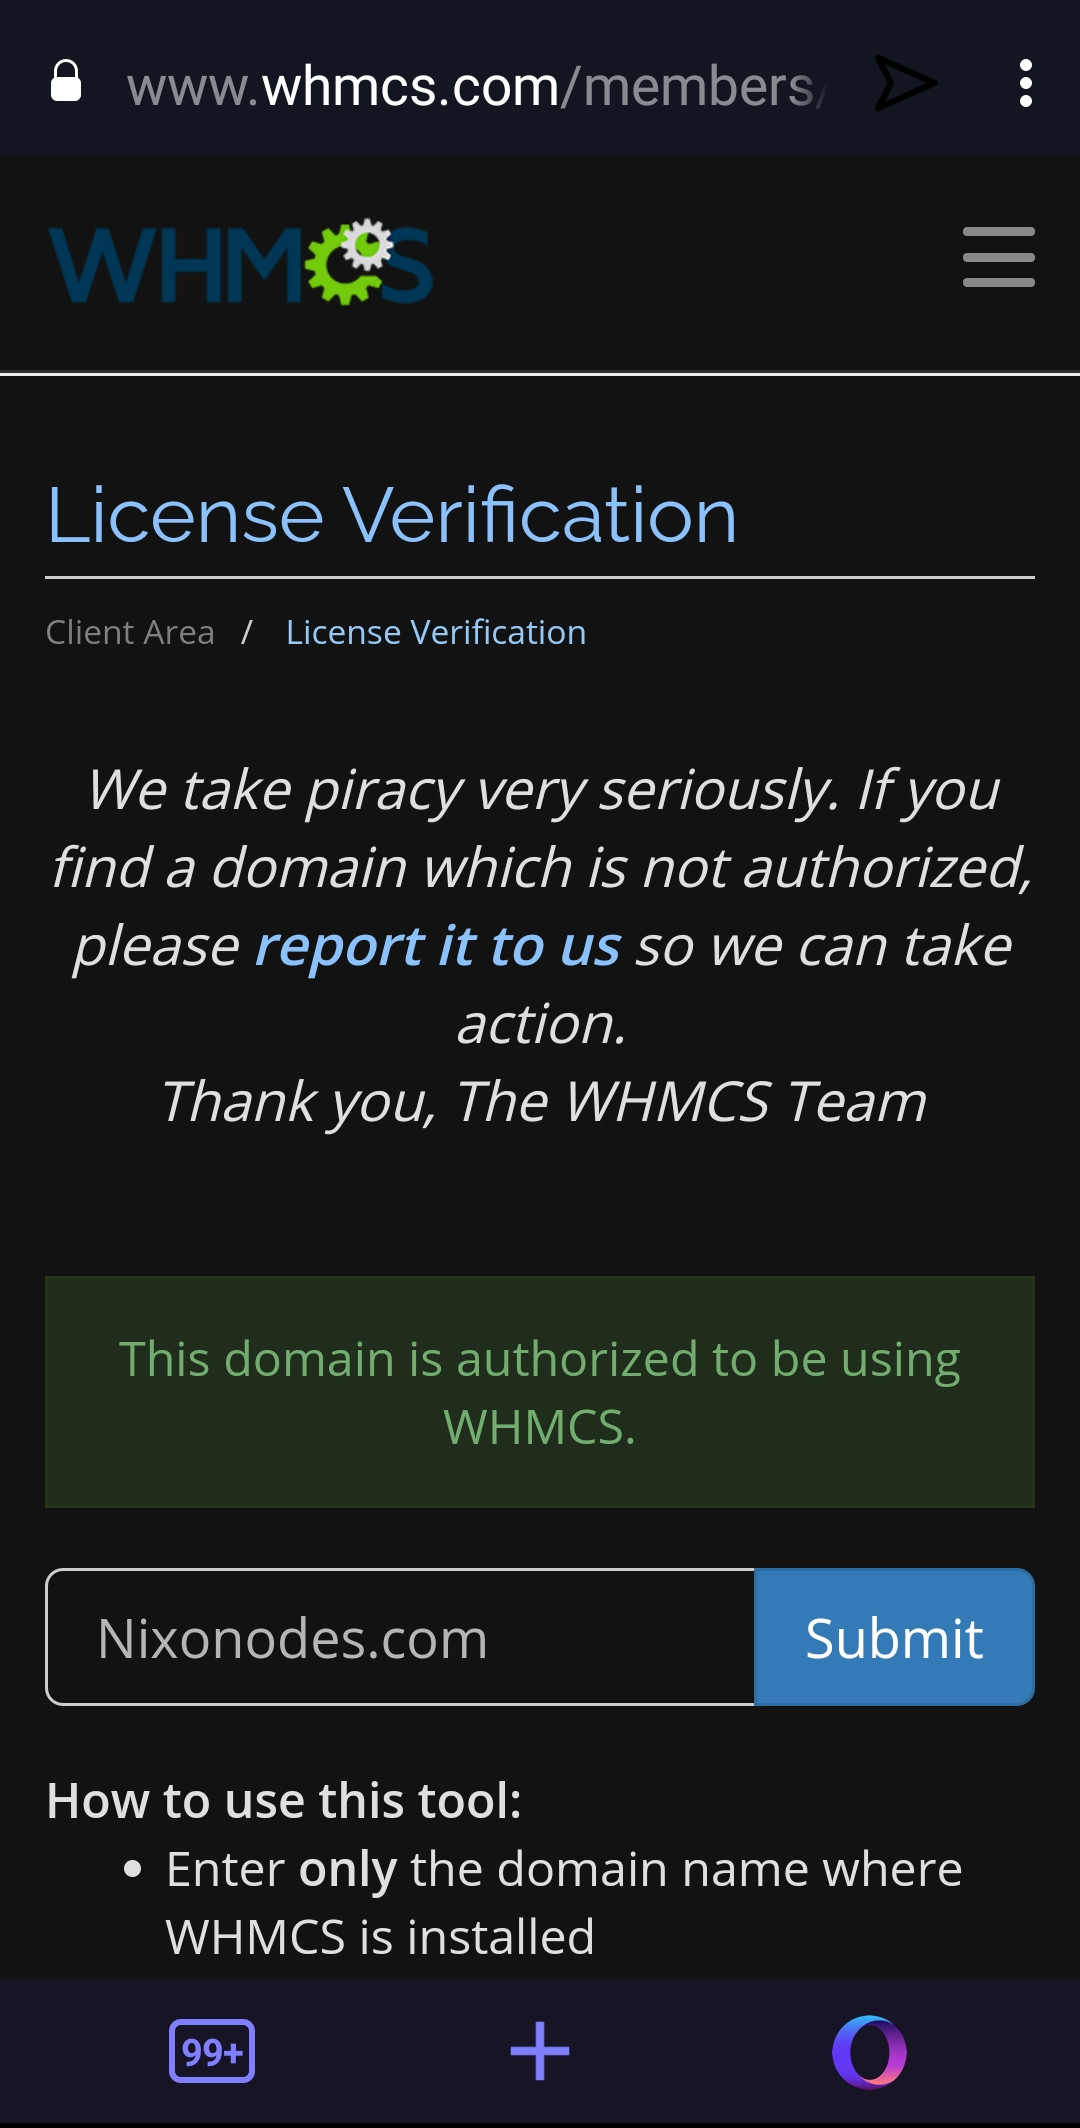 www.whmcs.com/members/
WHMCS
License Verification
Client Area / License Verification
We take piracy very seriously. If you
find a domain which is not authorized,
please report it to us so we can take
action.
Thank you, The WHMCS Team
This domain is authorized to be using
WHMCS.
Nixonodes.com Submit
How to use this tool:
• Enter only the domain name where
WHMCS is installed
99+